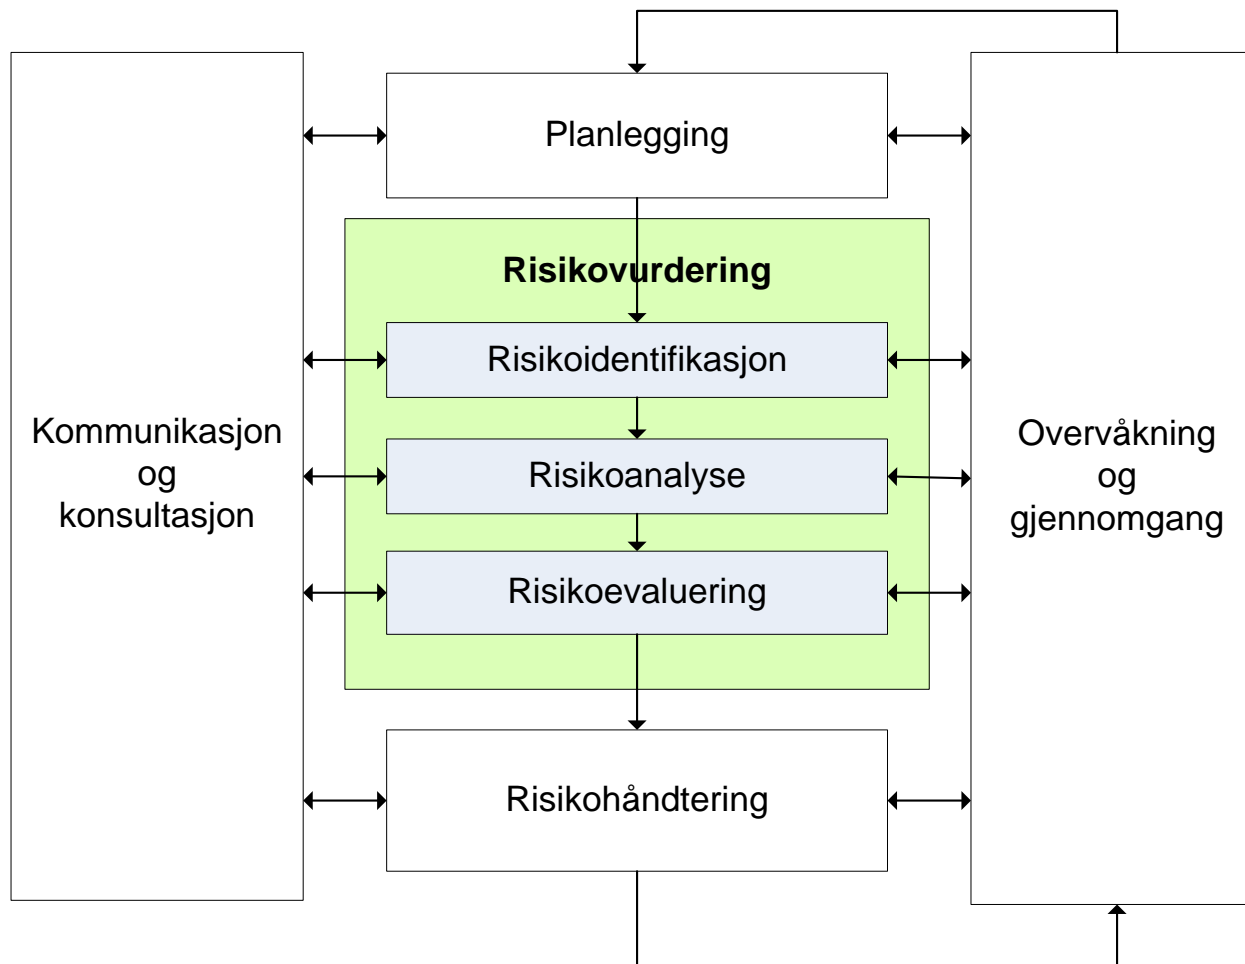 Planlegging
Risikovurdering
Risikoidentifikasjon
Risikoanalyse
Risikoevaluering
Risikohåndtering
Kommunikasjon
og
konsultasjon
Overvåkning
og
gjennomgang